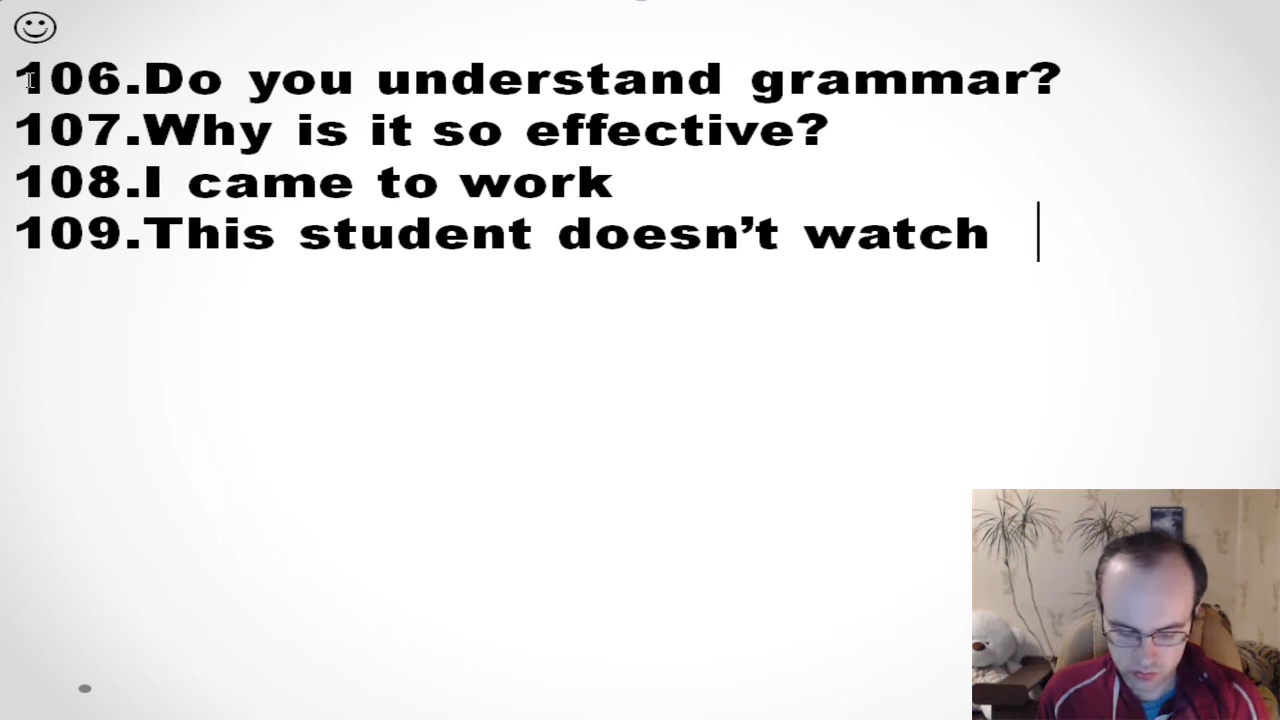 106.Do you understand grammar?
107.Why is it so effective?
108.I came to work
109.This student doesn’t watch